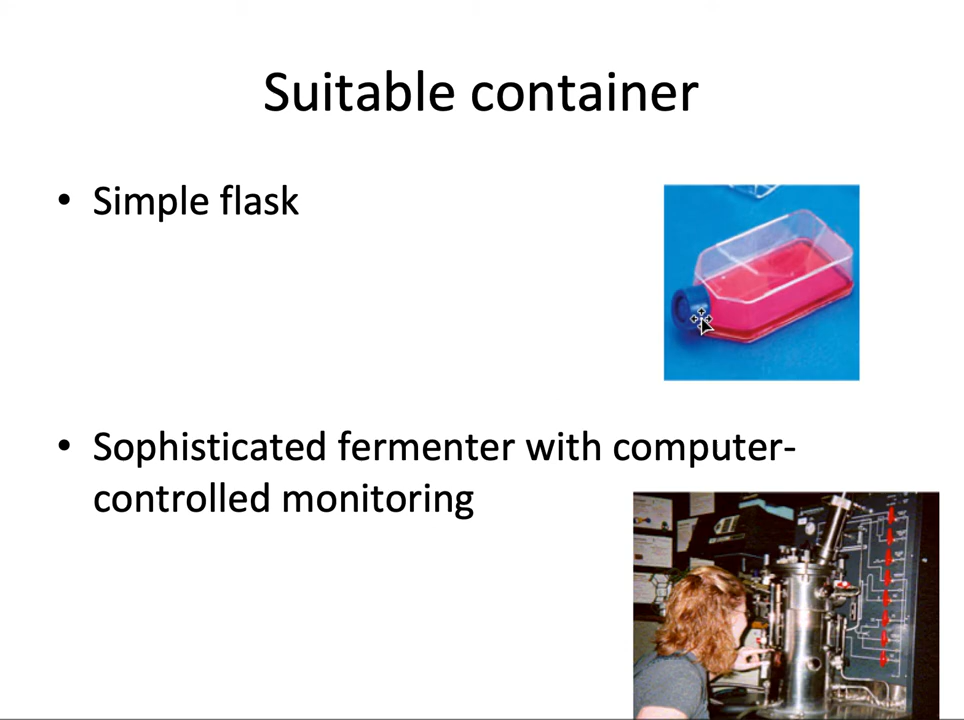 Suitable container
• Simple flask
• Sophisticated fermenter with computer-
controlled monitoring